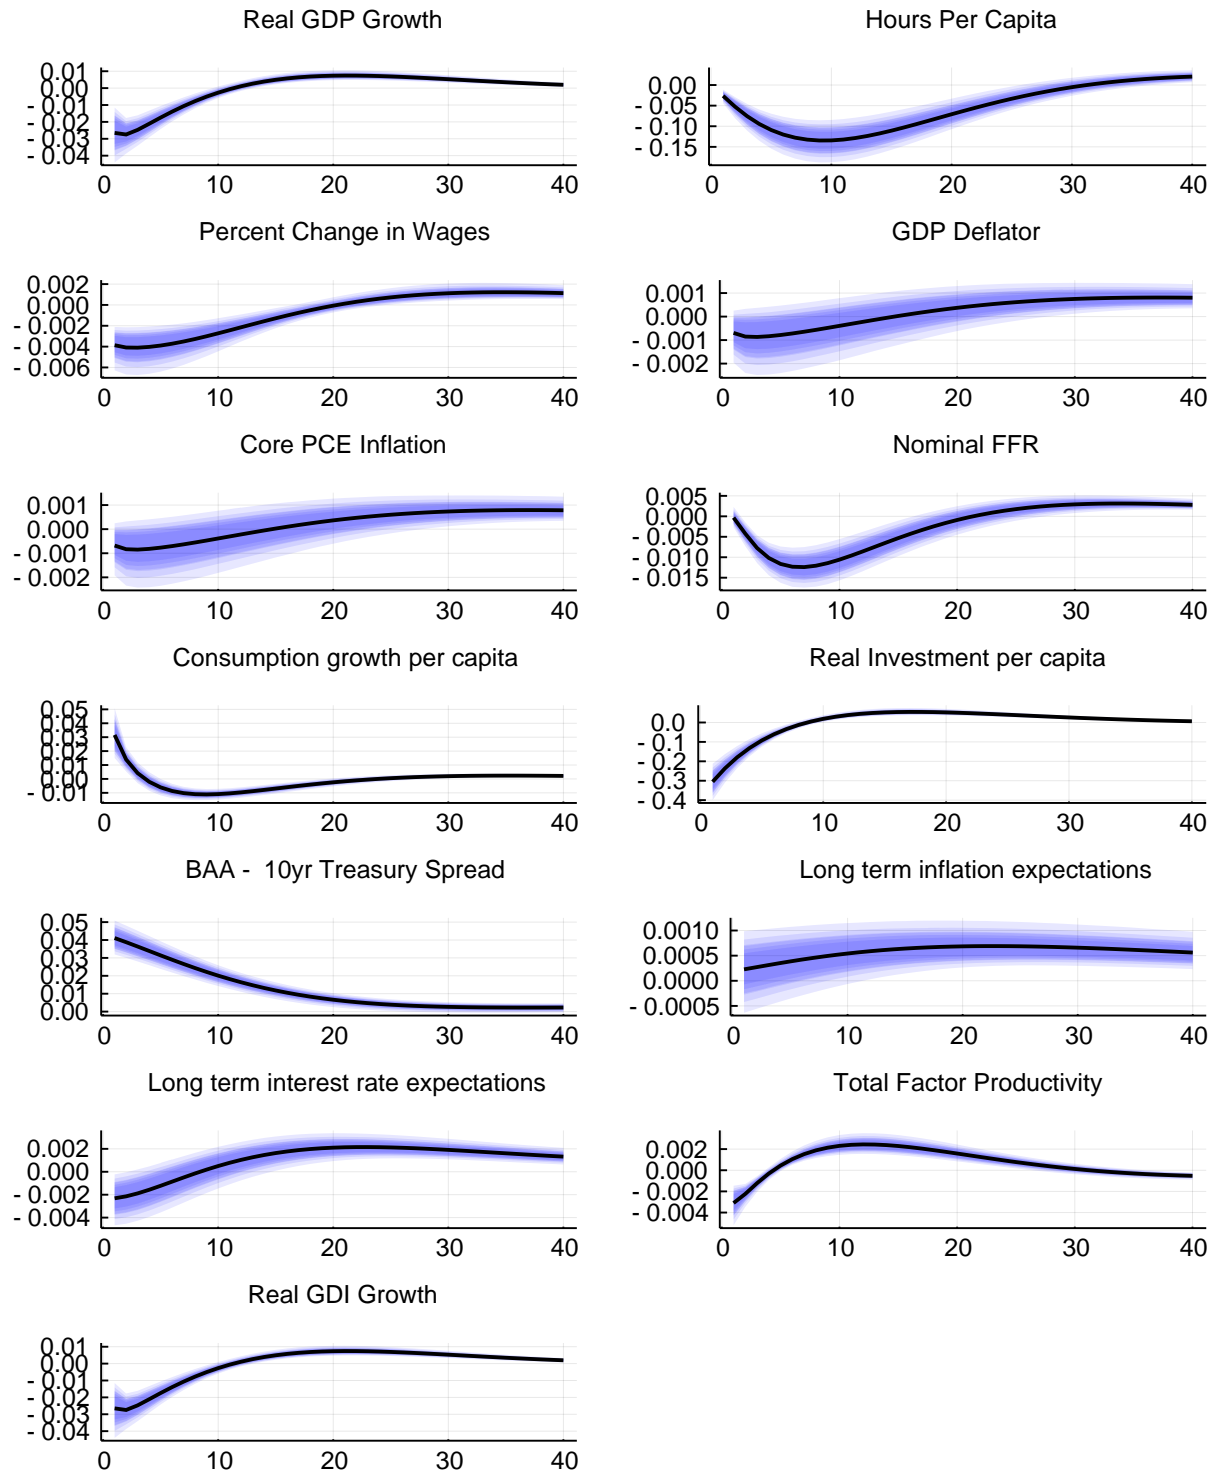 Real GDP Growth
0.01
0.00
- 0.01
- 0.02
- 0.03
- 0.04
0 10 20 30 40
Hours Per Capita
0.00
- 0.05
- 0.10
- 0.15
0 10 20 30 40
Percent Change in Wages
0.002
0.000
- 0.002
- 0.004
- 0.006
0 10 20 30 40
GDP Deflator
0.001
0.000
- 0.001
- 0.002
0 10 20 30 40
Core PCE Inflation
0.001
0.000
- 0.001
- 0.002
0 10 20 30 40
Nominal FFR
0.005
0.000
- 0.005
- 0.010
- 0.015
0 10 20 30 40
Consumption growth per capita
0.05
0.04
0.03
0.02
0.01
0.00
- 0.01
0 10 20 30 40
Real Investment per capita
0.0
- 0.1
- 0.2
- 0.3
- 0.4
0 10 20 30 40
BAA -  10yr Treasury Spread
0.05
0.04
0.03
0.02
0.01
0.00
0 10 20 30 40
Long term inflation expectations
0.0010
0.0005
0.0000
- 0.0005
0 10 20 30 40
Long term interest rate expectations
0.002
0.000
- 0.002
- 0.004
0 10 20 30 40
Total Factor Productivity
0.002
0.000
- 0.002
- 0.004
0 10 20 30 40
Real GDI Growth
0.01
0.00
- 0.01
- 0.02
- 0.03
- 0.04
0 10 20 30 40